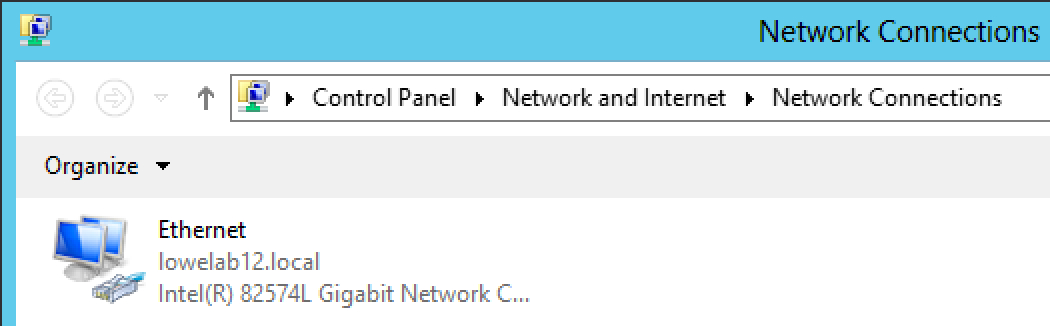 Network Connections
Control Panel Network and Internet Network Connections
Organize
Ethernet
lowelab12.local
Intel(R) 82574L Gigabit Network C...